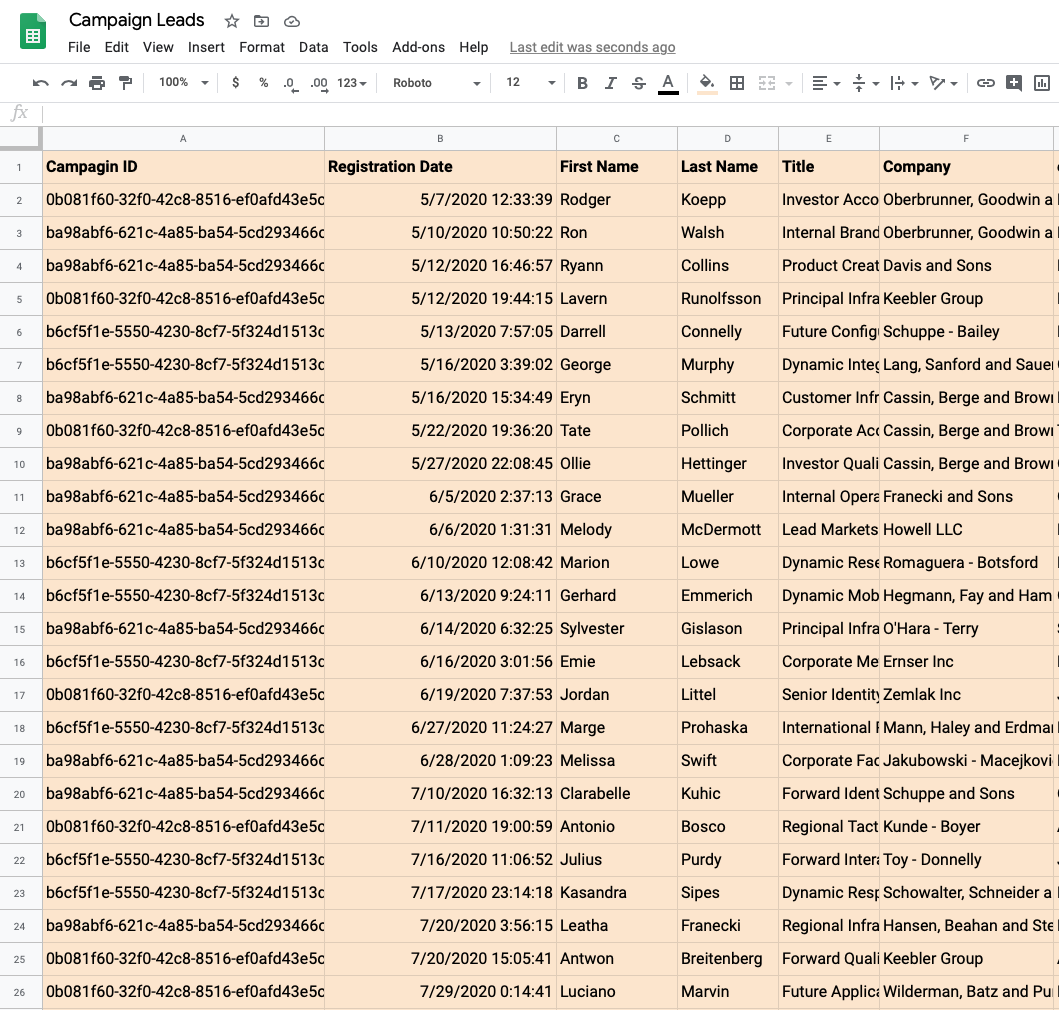 Campaign Leads
File Edit View Insert Format Data Tools Add-ons Help Last edit was seconds ago
100% $ % .0 .00 123 Roboto 12 B I S A
fx
A B C D E F
1 Campagin ID Registration Date First Name Last Name Title Company
2 0b081f60-32f0-42c8-8516-ef0afd43e5c 5/7/2020 12:33:39 Rodger Koepp Investor Acco Oberbrunner, Goodwin a
3 ba98abf6-621c-4a85-ba54-5cd293466c 5/10/2020 10:50:22 Ron Walsh Internal Brand Oberbrunner, Goodwin a
4 ba98abf6-621c-4a85-ba54-5cd293466c 5/12/2020 16:46:57 Ryann Collins Product Creat Davis and Sons
5 0b081f60-32f0-42c8-8516-ef0afd43e5c 5/12/2020 19:44:15 Lavern Runolfsson Principal Infra Keebler Group
6 b6cf5f1e-5550-4230-8cf7-5f324d1513c 5/13/2020 7:57:05 Darrell Connelly Future Configu Schuppe - Bailey
7 b6cf5f1e-5550-4230-8cf7-5f324d1513c 5/16/2020 3:39:02 George Murphy Dynamic Integ Lang, Sanford and Sauer
8 ba98abf6-621c-4a85-ba54-5cd293466c 5/16/2020 15:34:49 Eryn Schmitt Customer Infr Cassin, Berge and Brown
9 0b081f60-32f0-42c8-8516-ef0afd43e5c 5/22/2020 19:36:20 Tate Pollich Corporate Acc Cassin, Berge and Brown
10 ba98abf6-621c-4a85-ba54-5cd293466c 5/27/2020 22:08:45 Ollie Hettinger Investor Quali Cassin, Berge and Brown
11 ba98abf6-621c-4a85-ba54-5cd293466c 6/5/2020 2:37:13 Grace Mueller Internal Opera Franecki and Sons
12 ba98abf6-621c-4a85-ba54-5cd293466c 6/6/2020 1:31:31 Melody McDermott Lead Markets Howell LLC
13 b6cf5f1e-5550-4230-8cf7-5f324d1513c 6/10/2020 12:08:42 Marion Lowe Dynamic Rese Romaguera - Botsford
14 b6cf5f1e-5550-4230-8cf7-5f324d1513c 6/13/2020 9:24:11 Gerhard Emmerich Dynamic Mob Hegmann, Fay and Ham
15 ba98abf6-621c-4a85-ba54-5cd293466c 6/14/2020 6:32:25 Sylvester Gislason Principal Infra O'Hara - Terry
16 b6cf5f1e-5550-4230-8cf7-5f324d1513c 6/16/2020 3:01:56 Emie Lebsack Corporate Me Ernser Inc
17 0b081f60-32f0-42c8-8516-ef0afd43e5c 6/19/2020 7:37:53 Jordan Littel Senior Identity Zemlak Inc
18 b6cf5f1e-5550-4230-8cf7-5f324d1513c 6/27/2020 11:24:27 Marge Prohaska International Mann, Haley and Erdman
19 ba98abf6-621c-4a85-ba54-5cd293466c 6/28/2020 1:09:23 Melissa Swift Corporate Fac Jakubowski - Macejkovi
20 ba98abf6-621c-4a85-ba54-5cd293466c 7/10/2020 16:32:13 Clarabelle Kuhic Forward Ident Schuppe and Sons
21 0b081f60-32f0-42c8-8516-ef0afd43e5c 7/11/2020 19:00:59 Antonio Bosco Regional Tact Kunde - Boyer
22 b6cf5f1e-5550-4230-8cf7-5f324d1513c 7/16/2020 11:06:52 Julius Purdy Forward Intera Toy - Donnelly
23 b6cf5f1e-5550-4230-8cf7-5f324d1513c 7/17/2020 23:14:18 Kasandra Sipes Dynamic Resp Schowalter, Schneider a
24 ba98abf6-621c-4a85-ba54-5cd293466c 7/20/2020 3:56:15 Leatha Franecki Regional Infra Hansen, Beahan and Ste
25 0b081f60-32f0-42c8-8516-ef0afd43e5c 7/20/2020 15:05:41 Antwon Breitenberg Forward Quali Keebler Group
26 0b081f60-32f0-42c8-8516-ef0afd43e5c 7/29/2020 0:14:41 Luciano Marvin Future Applica Wilderman, Batz and Pu